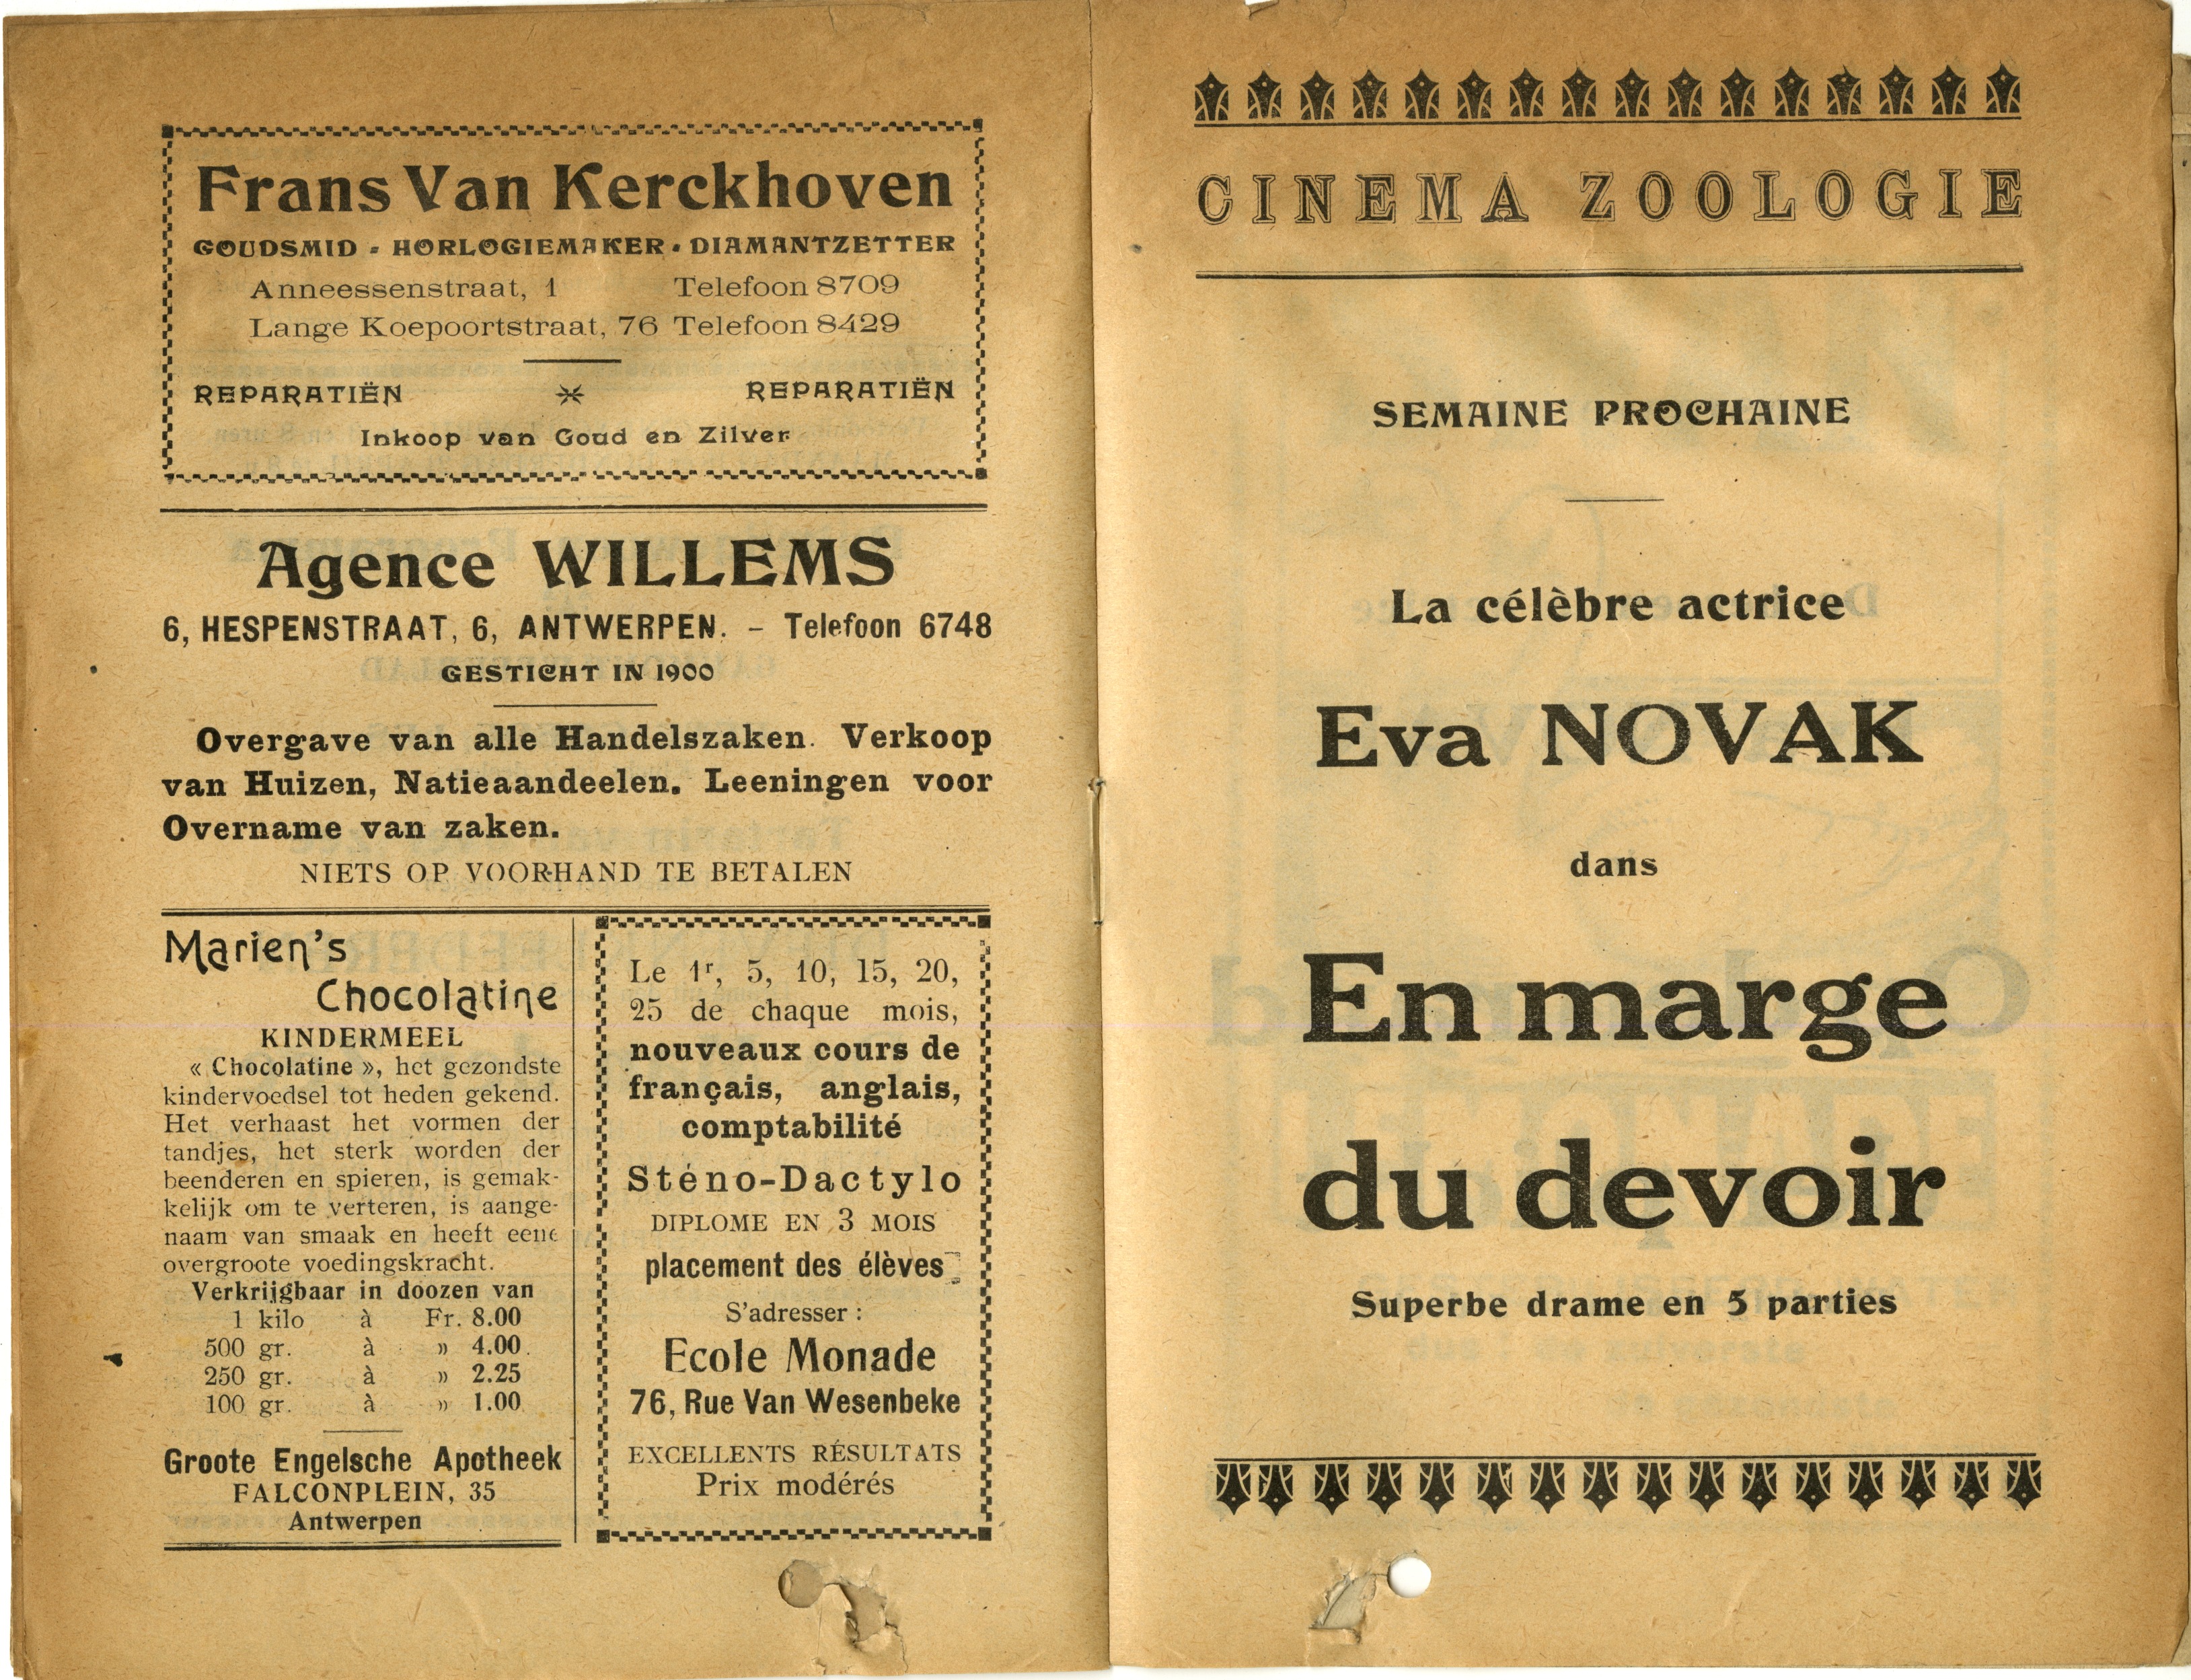 Frans Van Kerckhoven
GOUDSMID - HORLOGIEMAKER - DIAMANTZETTER
Anneessenstraat, 1 Telefoon 8709
Lange Koepoortstraat, 76 Telefoon 8429
REPARATIËN REPARATIËN
Inkoop van Goud en Zilver
Agence WILLEMS
6, HESPENSTRAAT, 6, ANTWERPEN. - Telefoon 6748
GESTICHT IN 1900
Overgave van alle Handelszaken. Verkoop
van Huizen, Natieaandeelen. Leeningen voor
Overname van zaken.
NIETS OP VOORHAND TE BETALEN
Marien's
Chocolatine
KINDERMEEL
« Chocolatine », het gezondste
kindervoedsel tot heden gekend.
Het verhaast het vormen der
tandjes, het sterk worden der
beenderen en spieren, is gemak-
kelijk om te verteren, is aange-
naam van smaak en heeft eene
overgroote voedingskracht.
Verkrijgbaar in doozen van
1 kilo à Fr. 8.00
500 gr. à » 4.00
250 gr. à » 2.25
100 gr. à » 1.00
Groote Engelsche Apotheek
FALCONPLEIN, 35
Antwerpen
Le 1r, 5, 10, 15, 20,
25 de chaque mois,
nouveaux cours de
français, anglais,
comptabilité
Sténo-Dactylo
DIPLOME EN 3 MOIS
placement des élèves
S'adresser :
Ecole Monade
76, Rue Van Wesenbeke
EXCELLENTS RÉSULTATS
Prix modérés
CINEMA ZOOLOGIE
SEMAINE PROCHAINE
La célèbre actrice
Eva NOVAK
dans
En marge
du devoir
Superbe drame en 5 parties